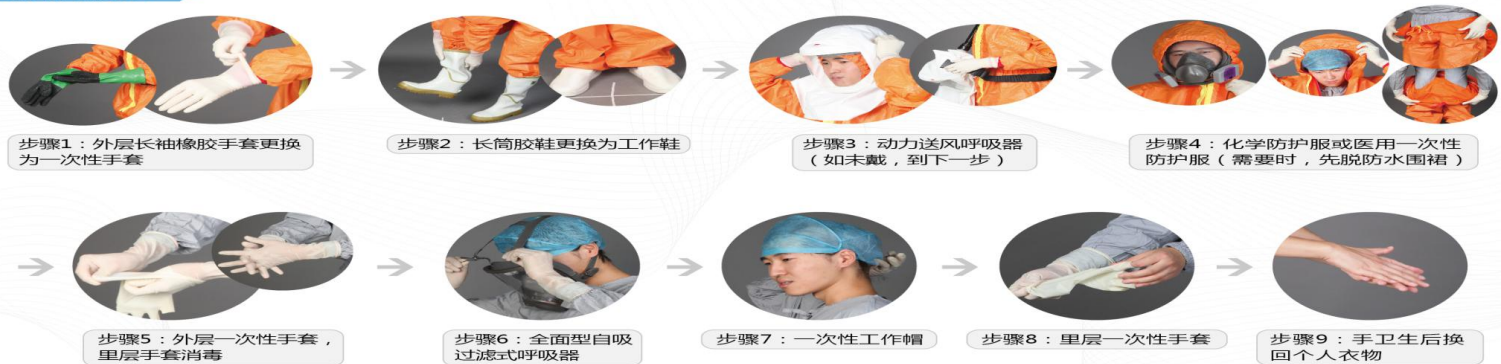 步骤1：外层长袖橡胶手套更换
为一次性手套
步骤2：长筒胶鞋更换为工作鞋
步骤3：动力送风呼吸器
（如未戴，到下一步）
步骤4：化学防护服或医用一次性
防护服（需要时，先脱防水围裙）
步骤5：外层一次性手套，
里层手套消毒
步骤6：全面型自吸
过滤式呼吸器
步骤7：一次性工作帽
步骤8：里层一次性手套
步骤9：手卫生后换
回个人衣物